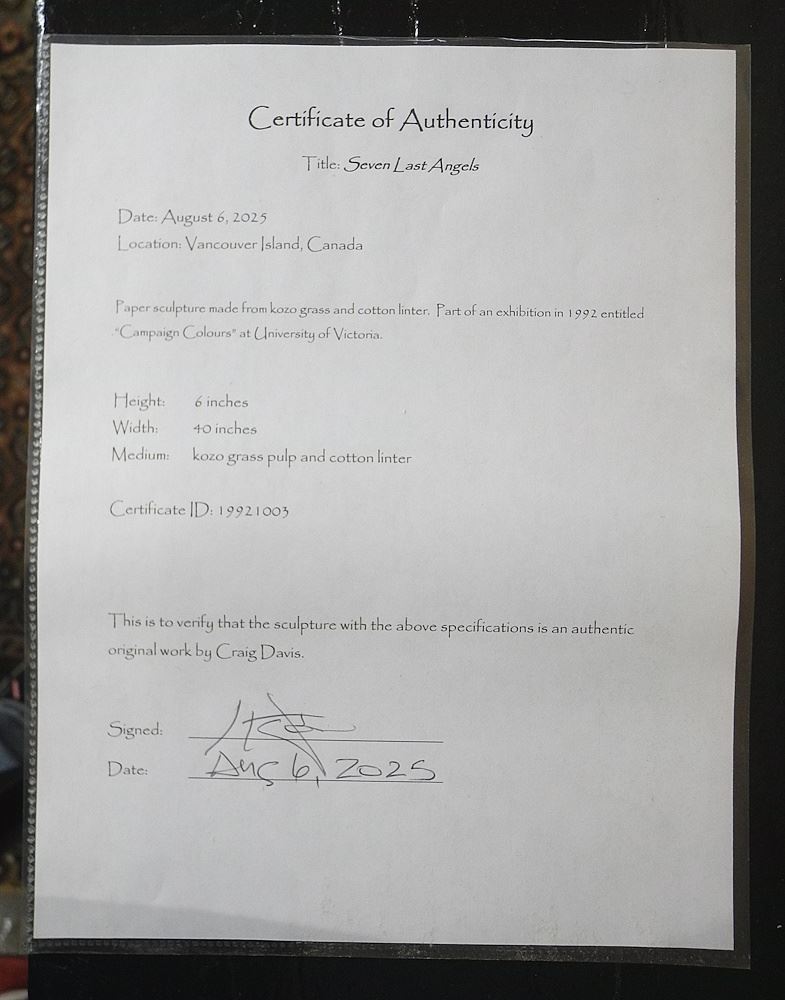 Certificate of Authenticity
Title: Seven Last Angels
Date: August 6, 2025
Location: Vancouver Island, Canada
Paper sculpture made from kozo grass and cotton linter. Part of an exhibition in 1992 entitled
"Campaign Colours" at University of Victoria.
Height: 6 inches
Width: 40 inches
Medium: kozo grass pulp and cotton linter
Certificate ID: 19921003
This is to verify that the sculpture with the above specifications is an authentic
original work by Craig Davis.
Signed:
Date: Aug 6, 2025